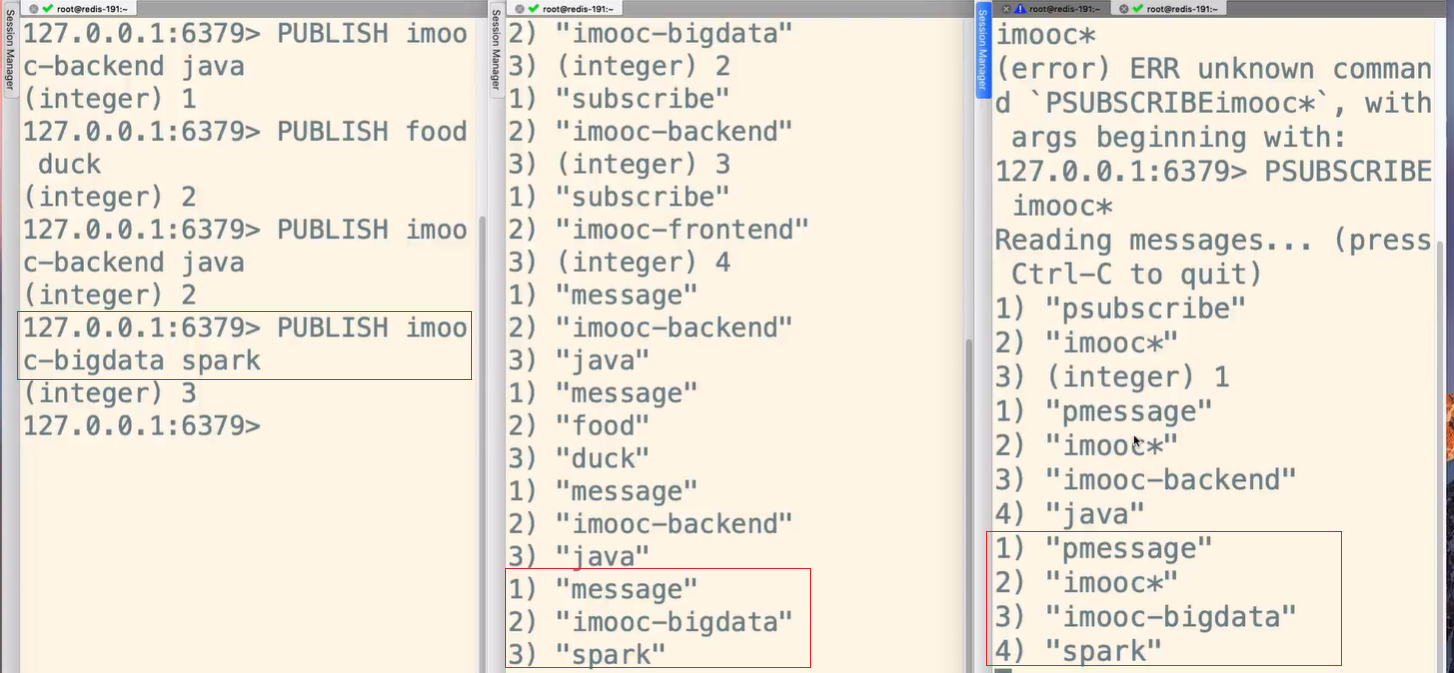 root@redis-191:~
Session Manager
127.0.0.1:6379> PUBLISH imoo
c-backend java
(integer) 1
127.0.0.1:6379> PUBLISH food
 duck
(integer) 2
127.0.0.1:6379> PUBLISH imoo
c-backend java
(integer) 2
127.0.0.1:6379> PUBLISH imoo
c-bigdata spark
(integer) 3
127.0.0.1:6379>
root@redis-191:~
Session Manager
2) "imooc-bigdata"
3) (integer) 2
1) "subscribe"
2) "imooc-backend"
3) (integer) 3
1) "subscribe"
2) "imooc-frontend"
3) (integer) 4
1) "message"
2) "imooc-backend"
3) "java"
1) "message"
2) "food"
3) "duck"
1) "message"
2) "imooc-backend"
3) "java"
1) "message"
2) "imooc-bigdata"
3) "spark"
root@redis-191:~
root@redis-191:~
Session Manager
imooc*
(error) ERR unknown comman
d `PSUBSCRIBEimooc*`, with
 args beginning with:
127.0.0.1:6379> PSUBSCRIBE
 imooc*
Reading messages... (press
 Ctrl-C to quit)
1) "psubscribe"
2) "imooc*"
3) (integer) 1
1) "pmessage"
2) "imooc*"
3) "imooc-backend"
4) "java"
1) "pmessage"
2) "imooc*"
3) "imooc-bigdata"
4) "spark"